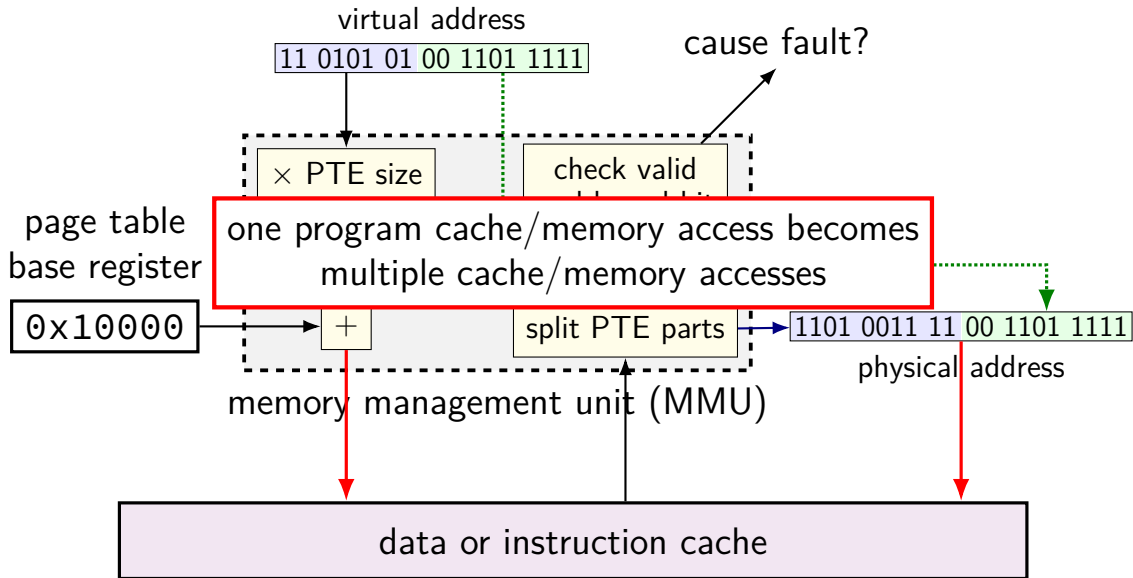 virtual address
11 0101 01 00 1101 1111
cause fault?
× PTE size
check valid
one program cache/memory access becomes
multiple cache/memory accesses
page table
base register
0x10000
+
split PTE parts
1101 0011 11 00 1101 1111
physical address
memory management unit (MMU)
data or instruction cache